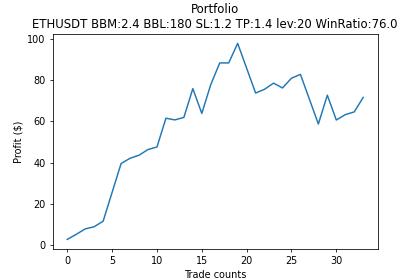 Portfolio
ETHUSDT BBM:2.4 BBL:180 SL:1.2 TP:1.4 lev:20 WinRatio:76.0
100
80
60
40
20
0
Profit ($)
0 5 10 15 20 25 30
Trade counts